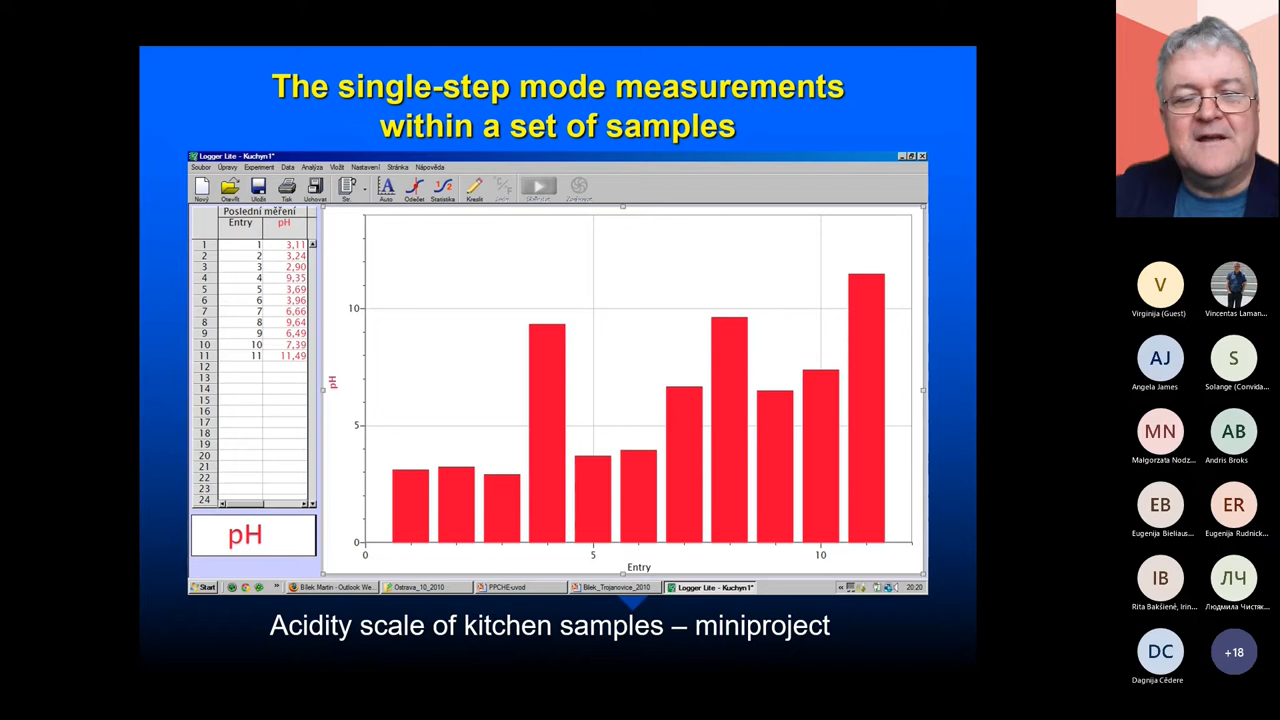 The single-step mode measurements
within a set of samples
Logger Lite - Kuchyn1*
Soubor Úpravy Experiment Data Analýza Vložit Nastavení Stránka Nápověda
Nový Otevřít Uložit Tisk Uchovat Str. Auto Odečet Statistika Kreslit
Poslední měření
Entry pH
1 1 3,11
2 2 3,24
3 3 2,90
4 4 9,35
5 5 3,69
6 6 3,96
7 7 6,66
8 8 9,64
9 9 6,49
10 10 7,39
11 11 11,49
12
13
14
15
16
17
18
19
20
21
22
23
24
pH
10
pH
5
0
0 5 10
Entry
Start
Bílek Martin - Outlook We...
Ostrava_10_2010
PPCHE-uvod
Bilek_Trojanovice_2010
Logger Lite - Kuchyn1*
20:20
Acidity scale of kitchen samples – miniproject
V
Virginija (Guest)
Vincentas Laman...
AJ
Angela James
S
Solange (Convida...
MN
Małgorzata Nodz...
AB
Andris Broks
EB
Eugenija Bieliaus...
ER
Eugenija Rudnick...
IB
Rita Bakšienė, Irin...
ЛЧ
Людмила Чистяк...
DC
Dagnija Cēdere
+18